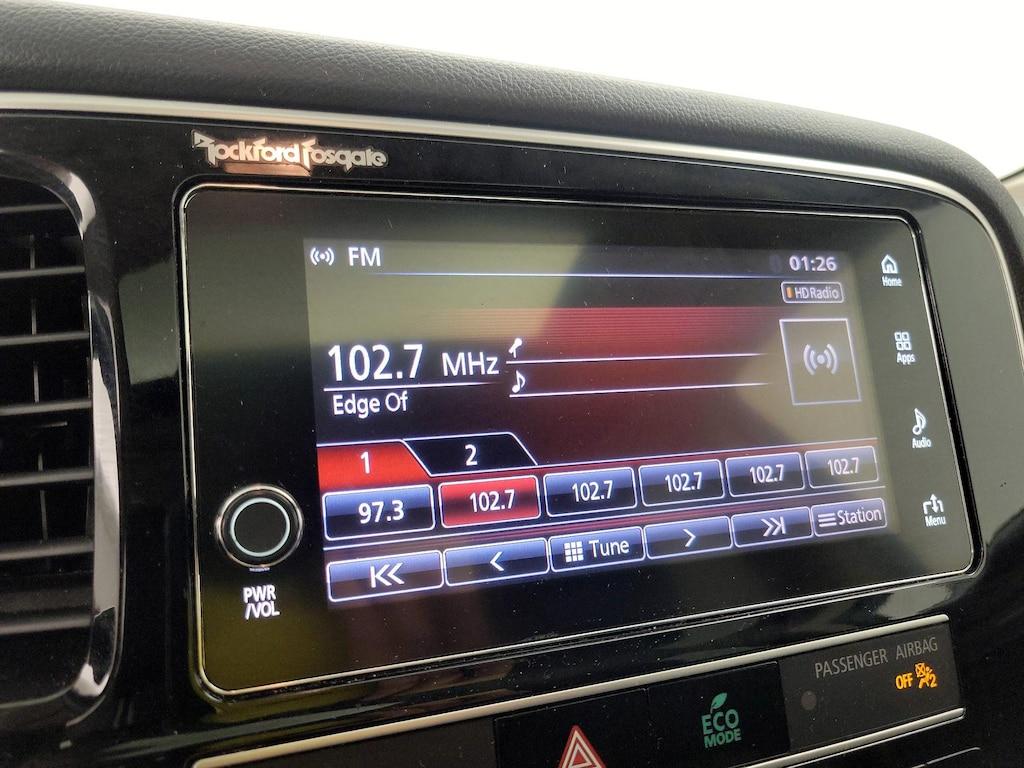 Rockford Fosgate
FM
01:26
HD Radio
Home
102.7 MHz
Edge Of
Apps
Audio
1
2
97.3
102.7
102.7
102.7
102.7
102.7
Tune
Station
Menu
PWR
/VOL
PASSENGER AIRBAG
OFF
2
ECO
MODE